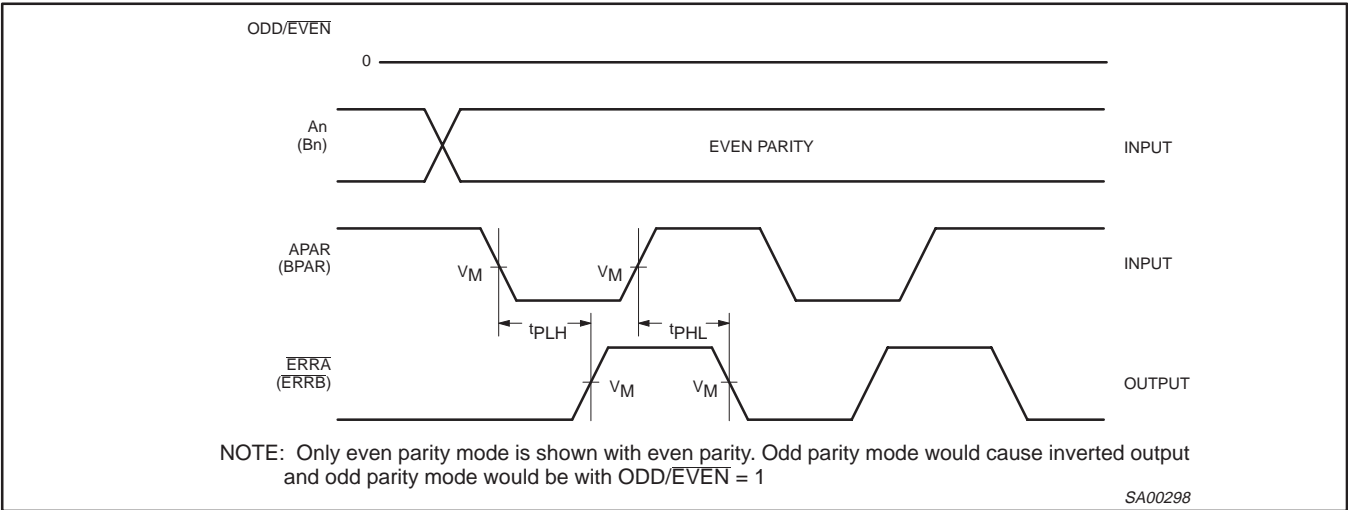 ODD/EVEN
0
An
(Bn)
EVEN PARITY
INPUT
APAR
(BPAR)
VM
VM
INPUT
tPLH
tPHL
ERRA
(ERRB)
VM
VM
OUTPUT
NOTE: Only even parity mode is shown with even parity. Odd parity mode would cause inverted output
and odd parity mode would be with ODD/EVEN = 1
SA00298